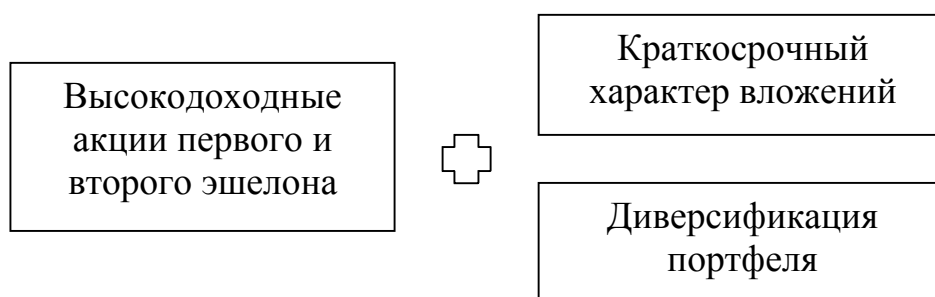 Высокодоходные
акции первого и
второго эшелона
Краткосрочный
характер вложений
Диверсификация
портфеля